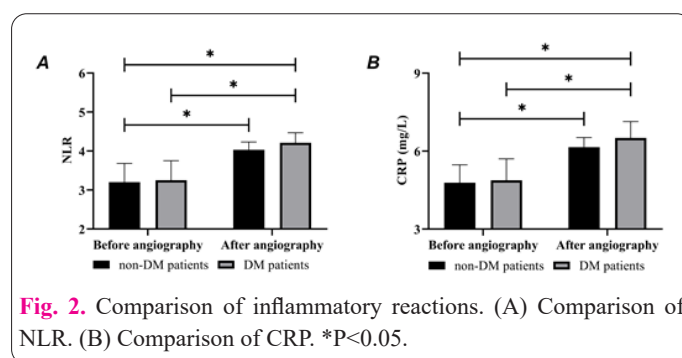 A
B
6
5
4
3
2
NLR
*
*
*
Before angiography After angiography
non-DM patients DM patients
9
6
3
CRP (mg/L)
*
*
*
Before angiography After angiography
non-DM patients DM patients
Fig. 2. Comparison of inflammatory reactions. (A) Comparison of
NLR. (B) Comparison of CRP. *P<0.05.